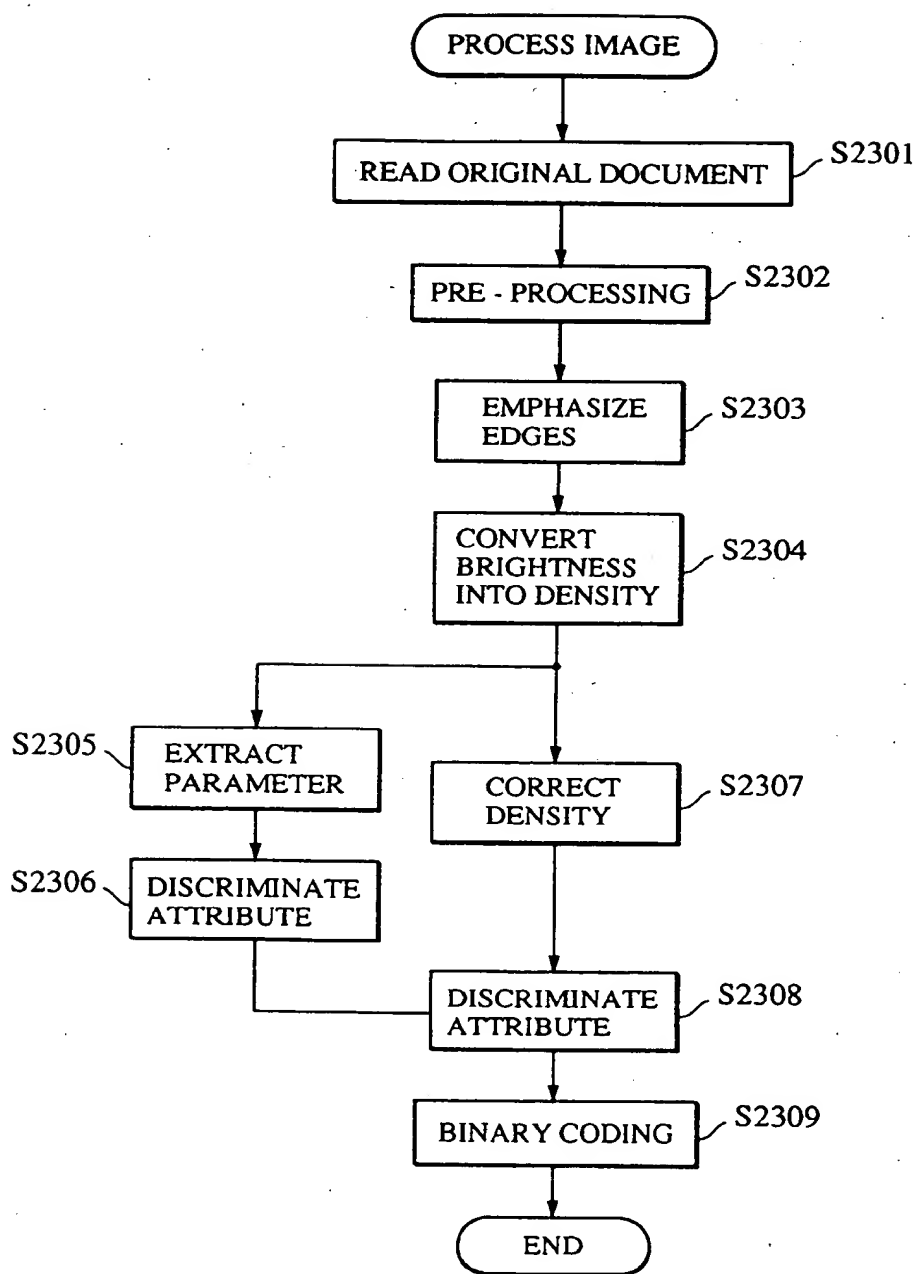 PROCESS IMAGE
READ ORIGINAL DOCUMENT
S2301
PRE - PROCESSING
S2302
EMPHASIZE
EDGES
S2303
CONVERT
BRIGHTNESS
INTO DENSITY
S2304
S2305
EXTRACT
PARAMETER
CORRECT
DENSITY
S2307
S2306
DISCRIMINATE
ATTRIBUTE
DISCRIMINATE
ATTRIBUTE
S2308
BINARY CODING
S2309
END